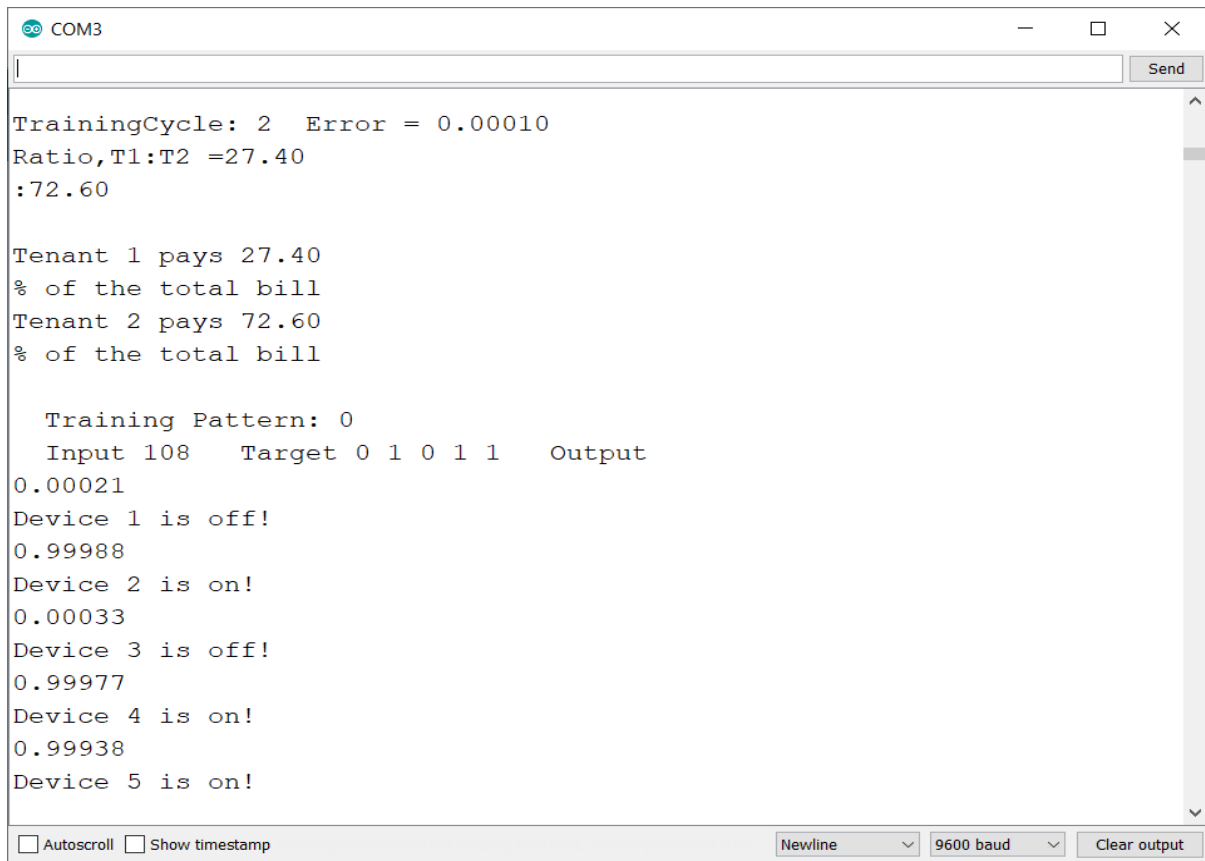 COM3
Send
TrainingCycle: 2  Error = 0.00010
Ratio,T1:T2 =27.40
:72.60
Tenant 1 pays 27.40
% of the total bill
Tenant 2 pays 72.60
% of the total bill
Training Pattern: 0
Input 108   Target 0 1 0 1 1   Output
0.00021
Device 1 is off!
0.99988
Device 2 is on!
0.00033
Device 3 is off!
0.99977
Device 4 is on!
0.99938
Device 5 is on!
Autoscroll Show timestamp Newline 9600 baud Clear output